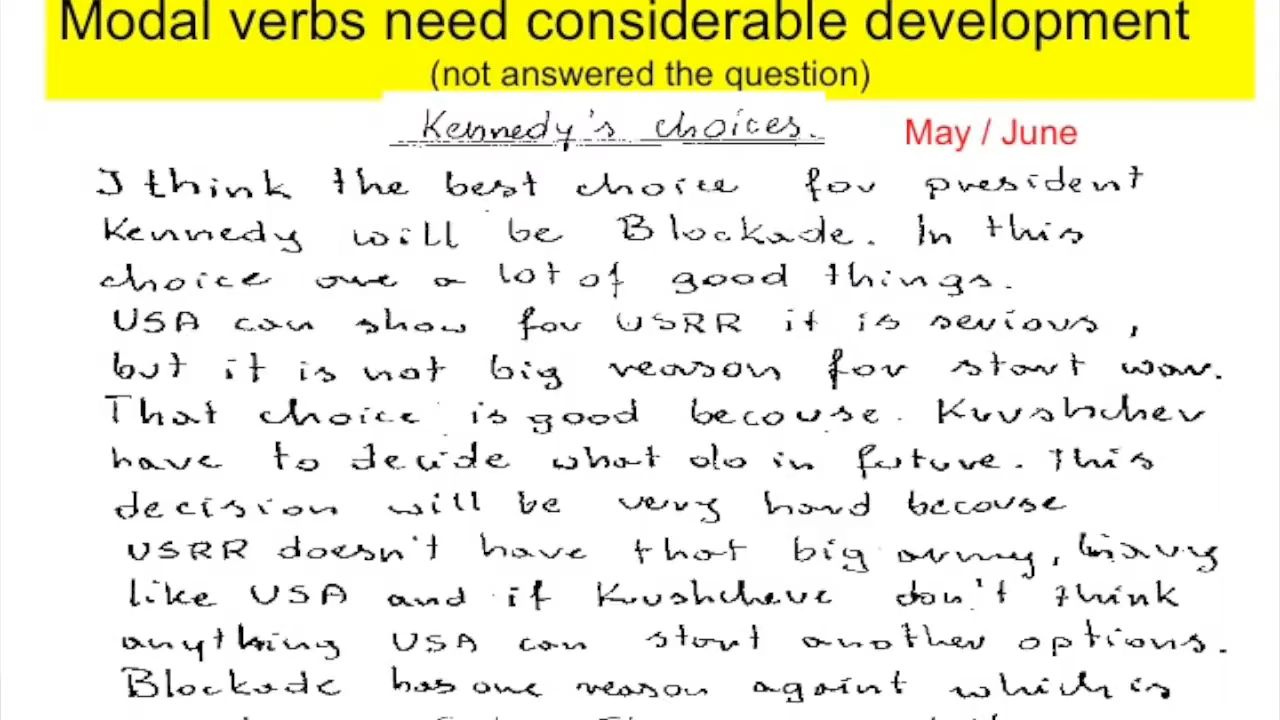 Modal verbs need considerable development
(not answered the question)
Kennedy's choices.
May / June
I think the best choice for president
Kennedy will be Blockade. In this
choice are a lot of good things.
USA can show for USRR it is serious,
but it is not big reason for start war.
That choice is good becouse. Krushchev
have to decide what do in future. This
decision will be very hard becouse
USRR doesn't have that big army, navy
like USA and if Krushcheve don't think
anything USA can start another options.
Blockade has one reason againt which is